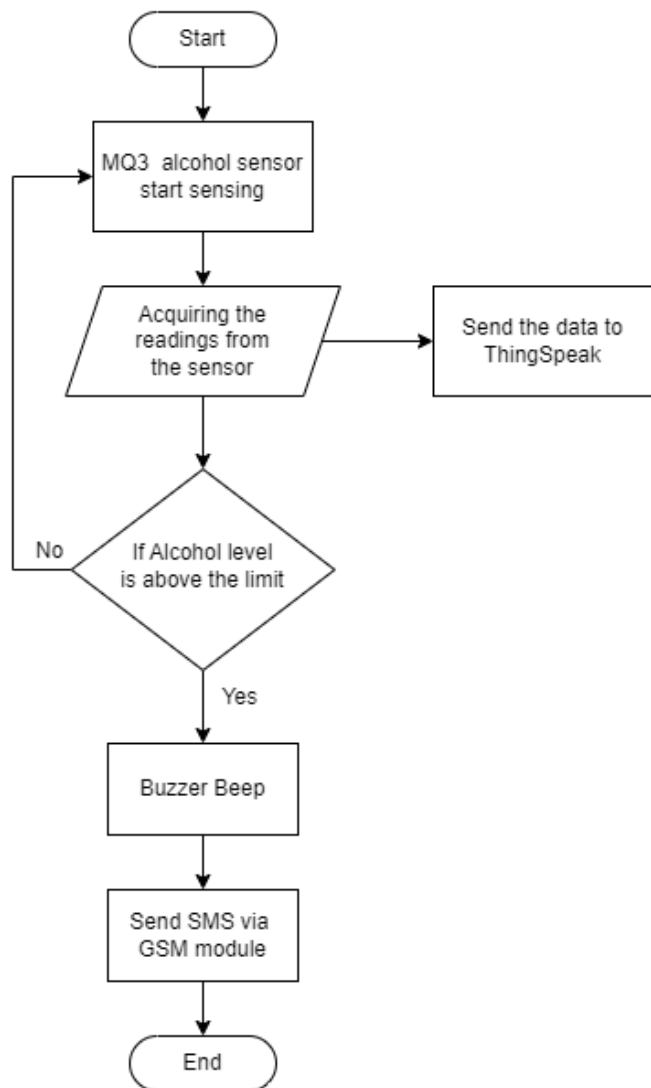 Start
MQ3 alcohol sensor
start sensing
Acquiring the
readings from
the sensor
Send the data to
ThingSpeak
No
If Alcohol level
is above the limit
Yes
Buzzer Beep
Send SMS via
GSM module
End